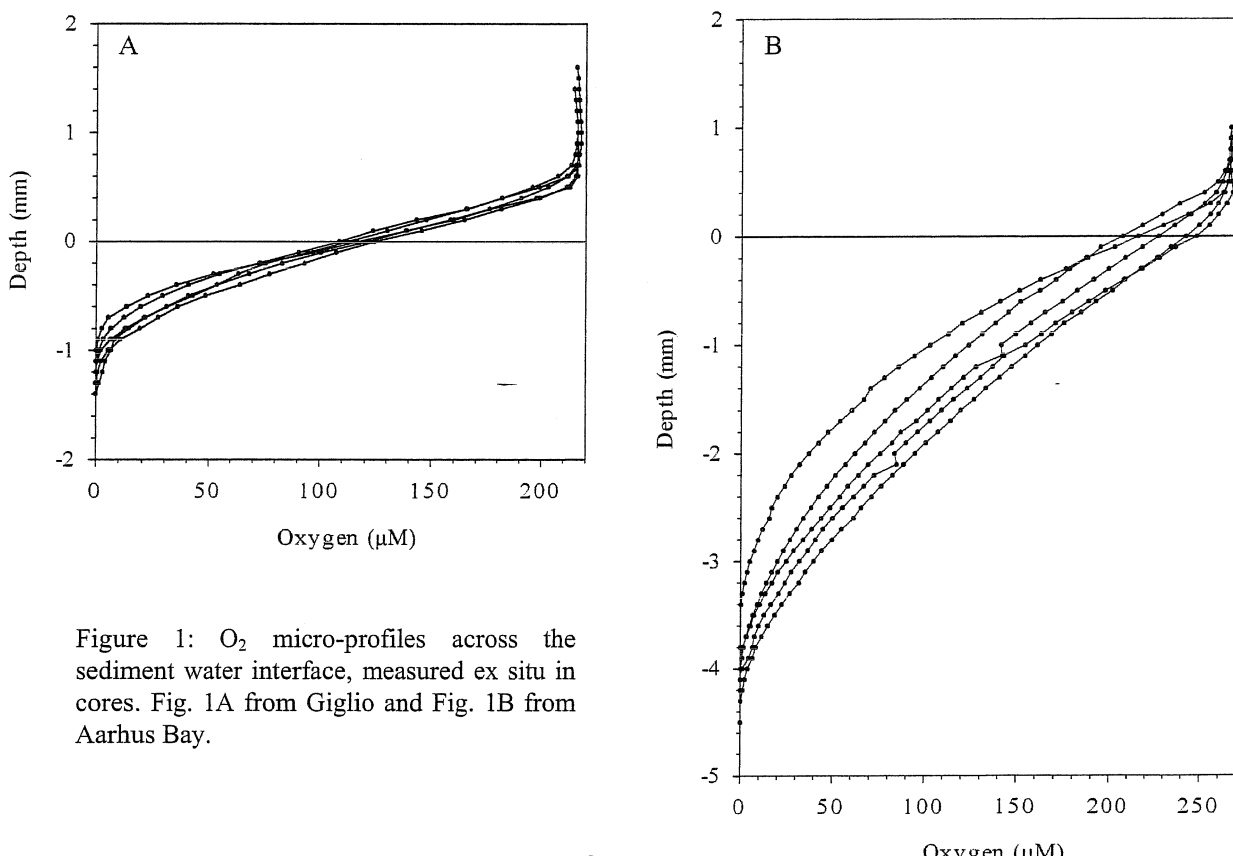 A
2
1
0
-1
-2
Depth (mm)
0 50 100 150 200
Oxygen (µM)
B
2
1
0
-1
-2
-3
-4
-5
Depth (mm)
0 50 100 150 200 250
Oxygen (µM)
Figure 1: O₂ micro-profiles across the
sediment water interface, measured ex situ in
cores. Fig. 1A from Giglio and Fig. 1B from
Aarhus Bay.